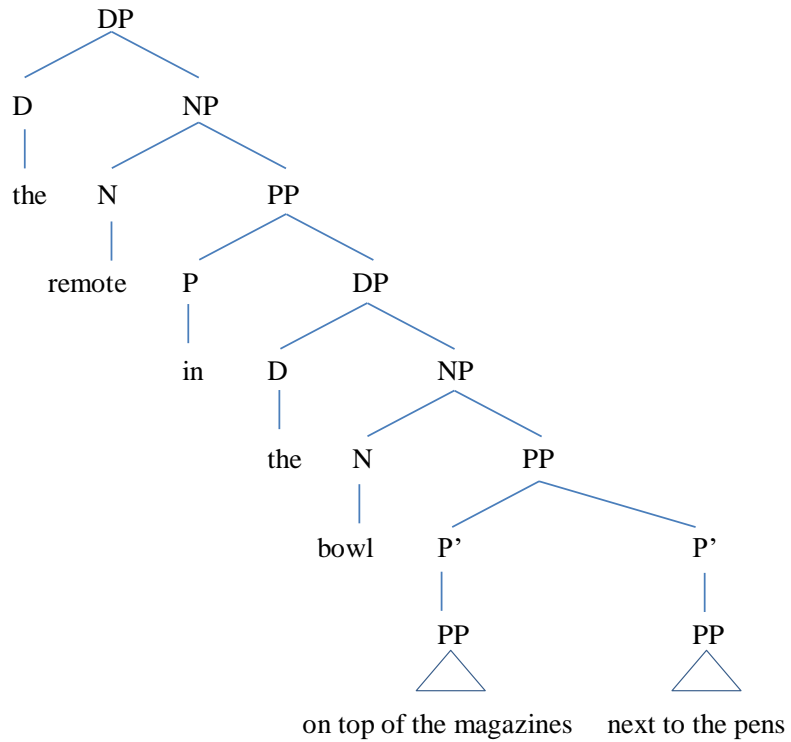 DP
D NP
the N PP
remote P DP
in D NP
the N PP
bowl P’ P’
PP PP
on top of the magazines next to the pens